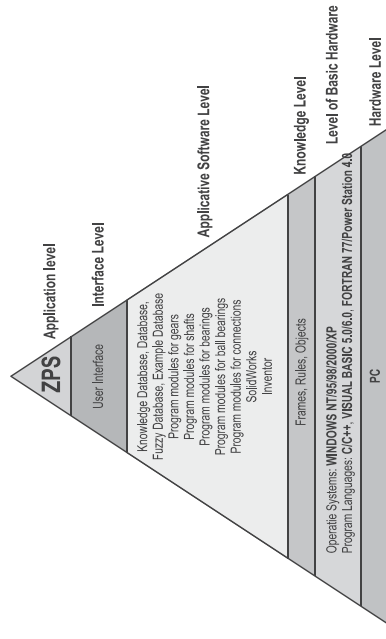 ZPS
Application level
User Interface
Interface Level
Knowledge Database, Database,
Fuzzy Database, Example Database
Program modules for gears
Program modules for shafts
Program modules for bearings
Program modules for ball bearings
Program modules for connections
SolidWorks
Inventor
Applicative Software Level
Frames, Rules, Objects
Knowledge Level
Operatie Systems: WINDOWS NT/95/98/2000/XP
Program Languages: C/C++, VISUAL BASIC 5.0/6.0, FORTRAN 77/Power Station 4.0
Level of Basic Hardware
PC
Hardware Level